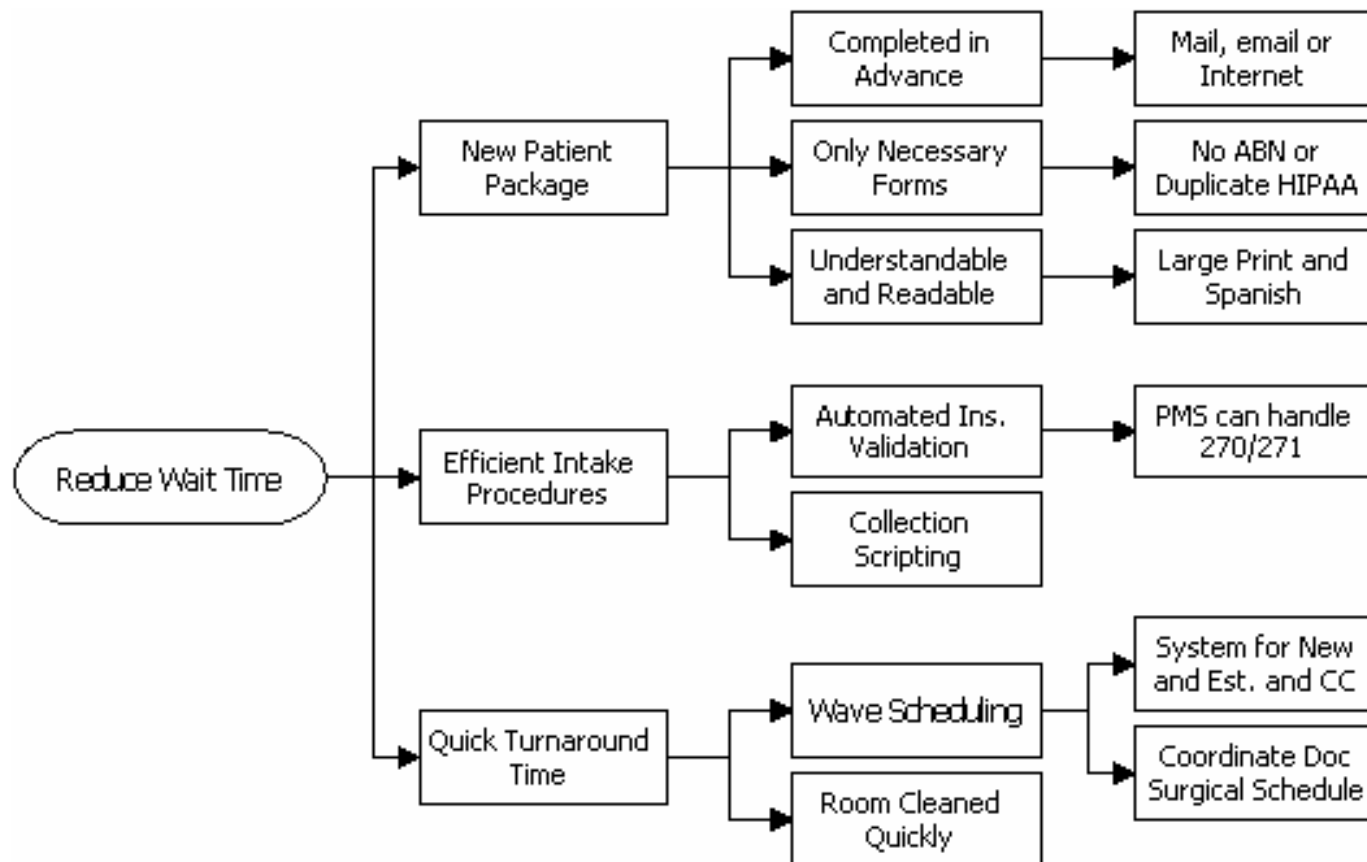 Completed in
Advance
Mail, email or
Internet
New Patient
Package
Only Necessary
Forms
No ABN or
Duplicate HIPAA
Understandable
and Readable
Large Print and
Spanish
Reduce Wait Time
Efficient Intake
Procedures
Automated Ins.
Validation
PMS can handle
270/271
Collection
Scripting
Quick Turnaround
Time
Wave Scheduling
System for New
and Est. and CC
Coordinate Doc
Surgical Schedule
Room Cleaned
Quickly